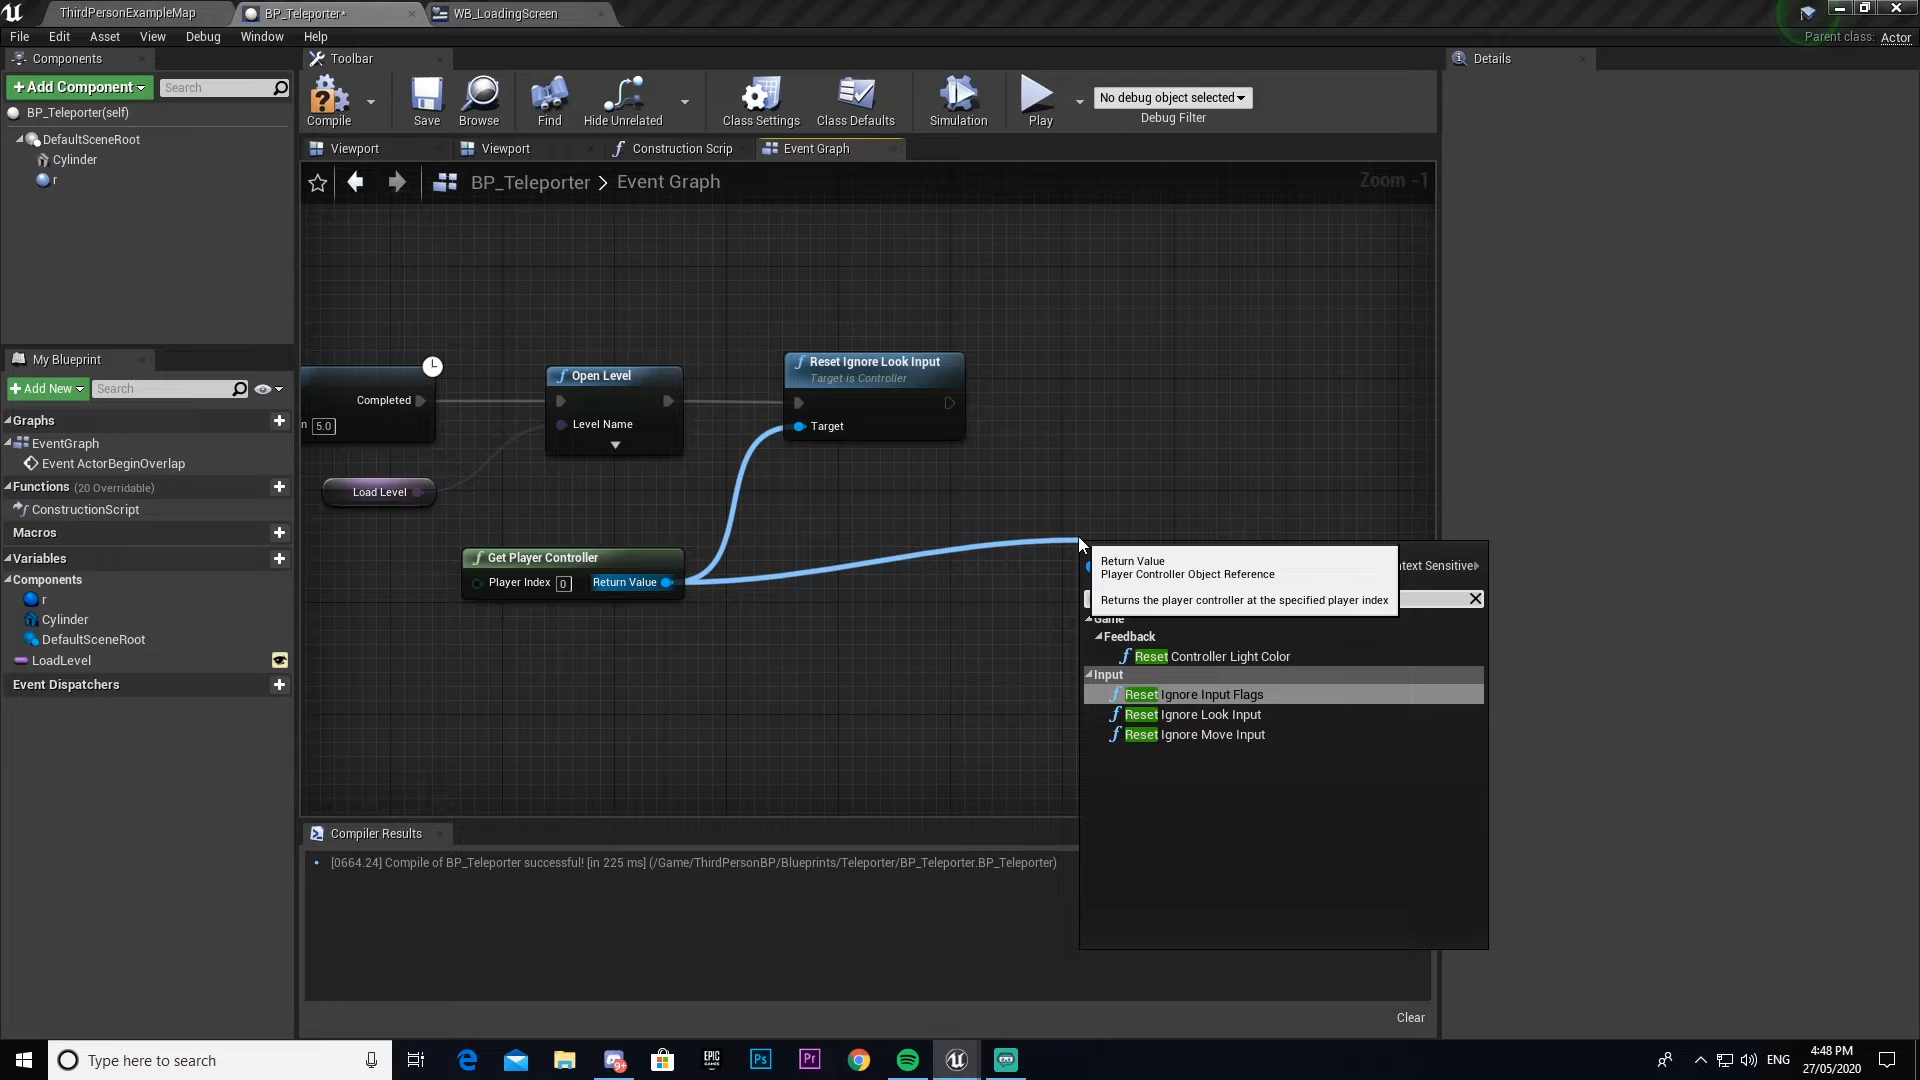 ThirdPersonExampleMap
BP_Teleporter*
WB_LoadingScreen
File Edit Asset View Debug Window Help
Parent class: Actor
Components
Toolbar
Details
+Add Component
Search
BP_Teleporter(self)
DefaultSceneRoot
Cylinder
r
Compile
Save
Browse
Find
Hide Unrelated
Class Settings
Class Defaults
Simulation
Play
No debug object selected
Debug Filter
Viewport
Viewport
Construction Scrip
Event Graph
BP_Teleporter > Event Graph
Zoom -1
My Blueprint
+Add New
Search
Graphs
EventGraph
Event ActorBeginOverlap
Functions (20 Overridable)
ConstructionScript
Macros
Variables
Components
r
Cylinder
DefaultSceneRoot
LoadLevel
Event Dispatchers
Completed
n 5.0
Load Level
Open Level
Level Name
Reset Ignore Look Input
Target is Controller
Target
Get Player Controller
Player Index 0
Return Value
Return Value
Player Controller Object Reference
Returns the player controller at the specified player index
text Sensitive
Game
Feedback
Reset Controller Light Color
Input
Reset Ignore Input Flags
Reset Ignore Look Input
Reset Ignore Move Input
Compiler Results
[0664.24] Compile of BP_Teleporter successful! [in 225 ms] (/Game/ThirdPersonBP/Blueprints/Teleporter/BP_Teleporter.BP_Teleporter)
Clear
Type here to search
9+
EPIC GAMES
Ps
Pr
ENG
4:48 PM
27/05/2020